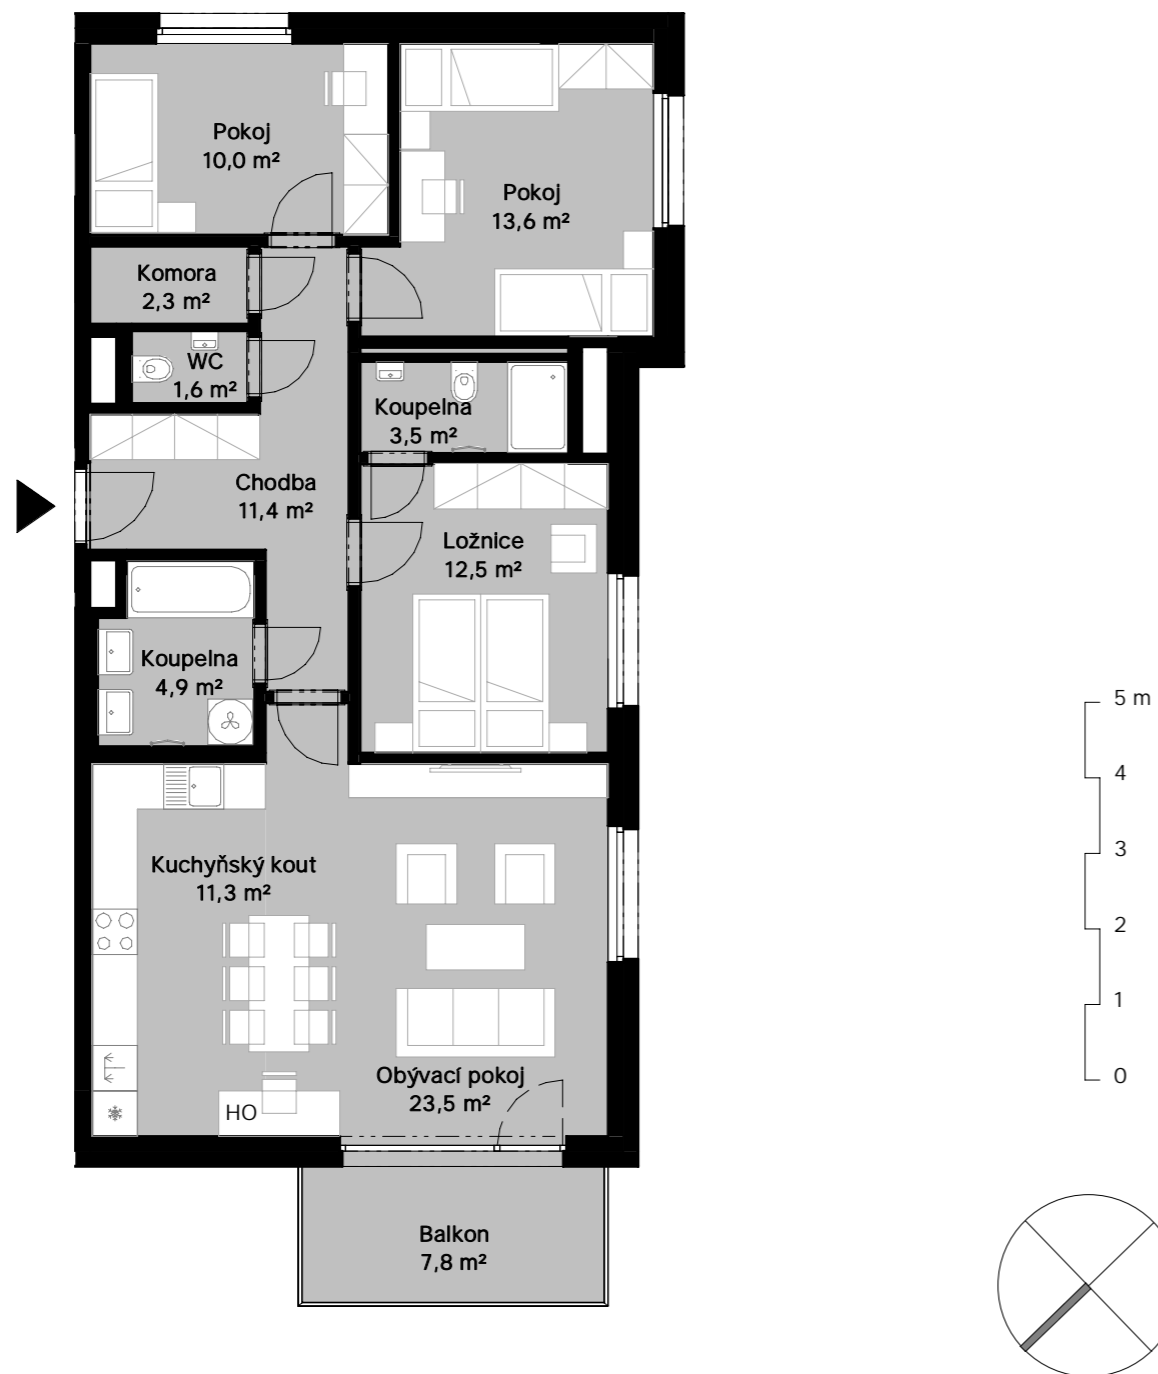 Pokoj
10,0 m²
Pokoj
13,6 m²
Komora
2,3 m²
WC
1,6 m²
Koupelna
3,5 m²
Chodba
11,4 m²
Ložnice
12,5 m²
Koupelna
4,9 m²
Kuchyňský kout
11,3 m²
Obývací pokoj
23,5 m²
HO
Balkon
7,8 m²
5 m
4
3
2
1
0